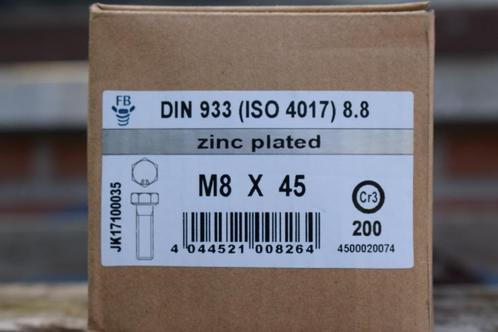 FB
DIN 933 (ISO 4017) 8.8
zinc plated
M8 X 45
JK17100035
Cr3
200
4 044521 008264
4500020074